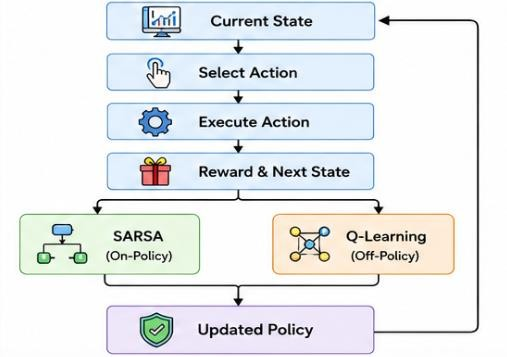 Current State
Select Action
Execute Action
Reward & Next State
SARSA
(On-Policy)
Q-Learning
(Off-Policy)
Updated Policy